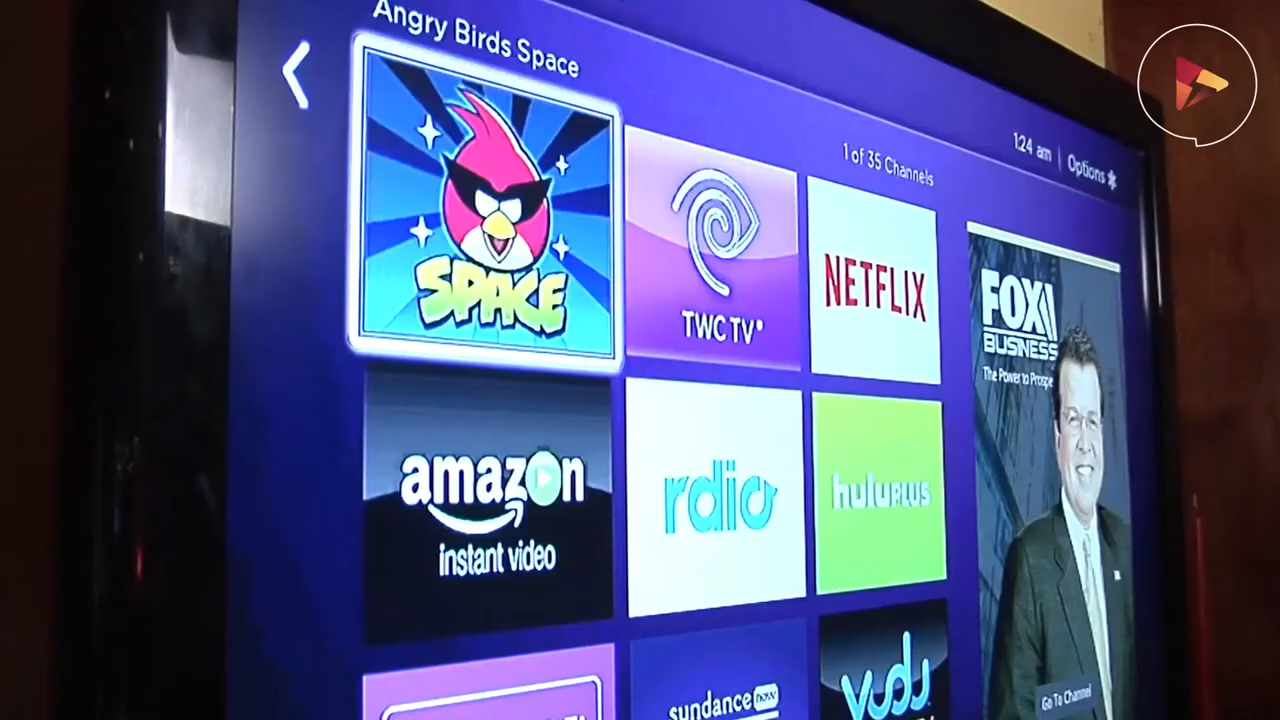 Angry Birds Space
1:24 am | Options
1 of 35 Channels
SPACE
TWC TV
NETFLIX
FOX
BUSINESS
The Power to Prospe
amazon
instant video
rdio
huluPLUS
sundance now
vudu
Go To Channel